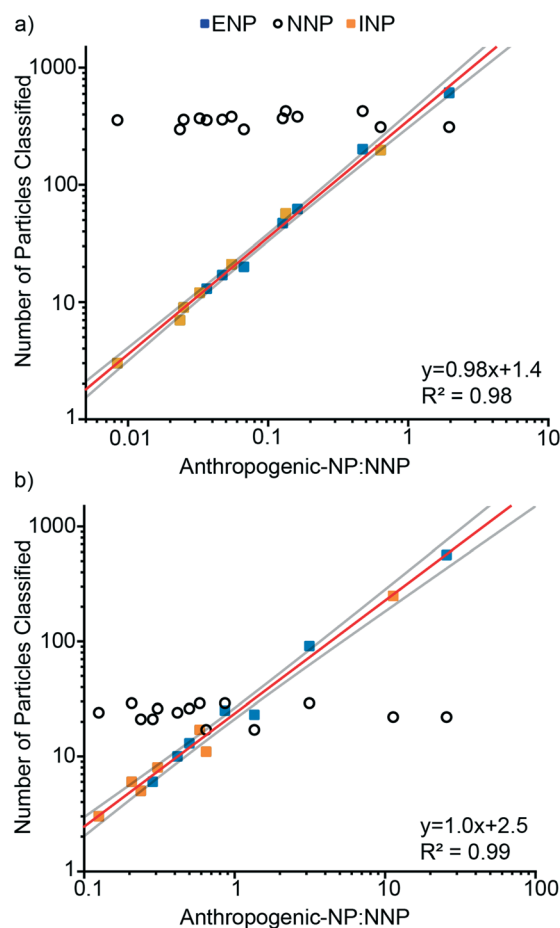 ENP NNP INP
a)
Number of Particles Classified
1000
100
10
1
0.01 0.1 1 10
y=0.98x+1.4
R² = 0.98
Anthropogenic-NP:NNP
b)
Number of Particles Classified
1000
100
10
1
0.1 1 10 100
y=1.0x+2.5
R² = 0.99
Anthropogenic-NP:NNP